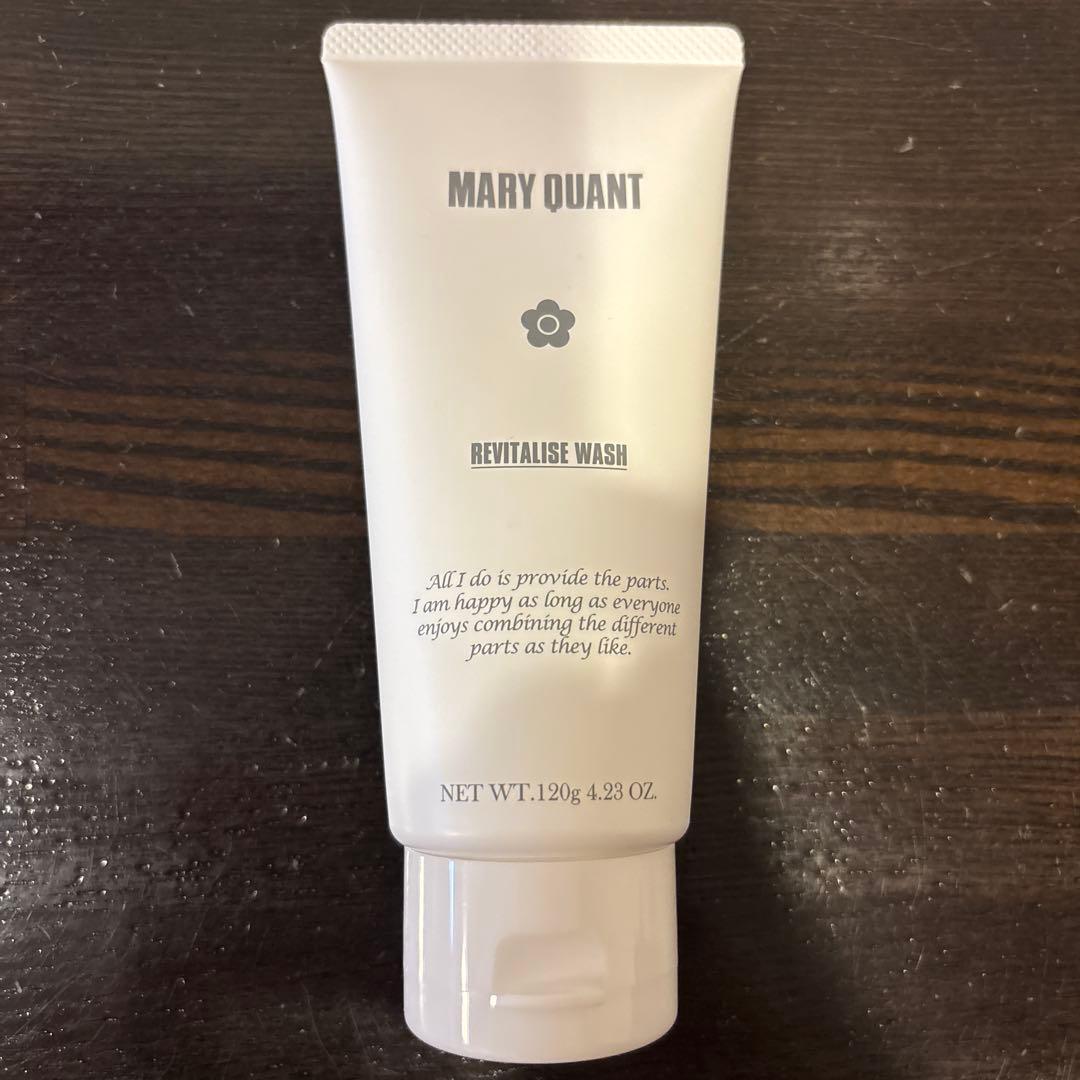 MARY QUANT
REVITALISE WASH
All I do is provide the parts.
I am happy as long as everyone
enjoys combining the different
parts as they like.
NET WT.120g 4.23 OZ.